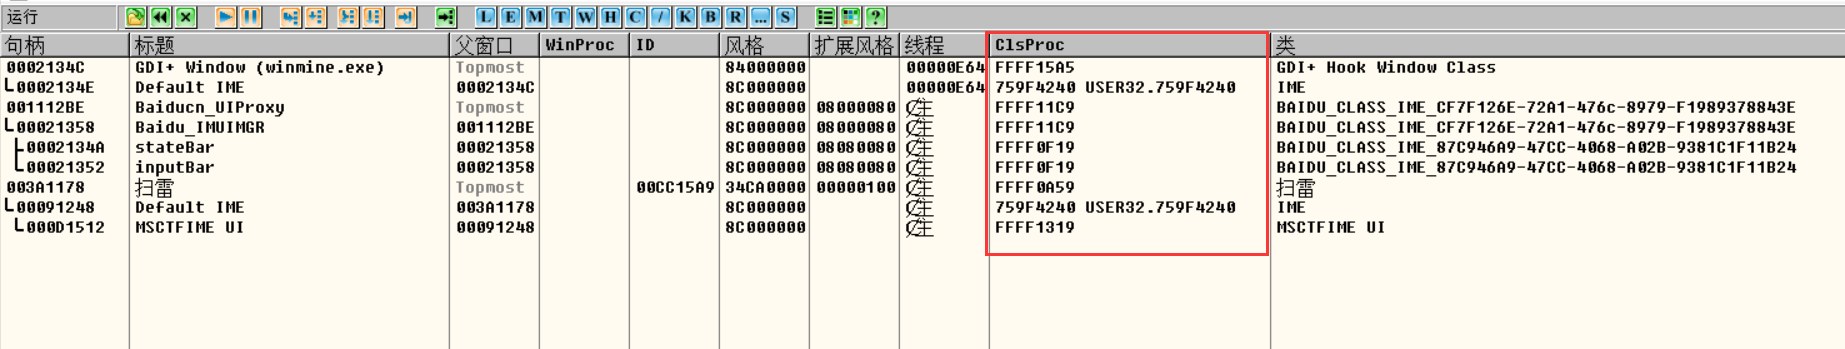 运行 L E M T W H C / K B R ... S ?
句柄 标题 父窗口 WinProc ID 风格 扩展风格 线程 ClsProc 类
0002134C GDI+ Window (winmine.exe) Topmost 84000000 00000E64 FFFF15A5 GDI+ Hook Window Class
0002134E Default IME 0002134C 8C000000 00000E64 759F4240 USER32.759F4240 IME
001112BE Baiducn_UIProxy Topmost 8C000000 08000080 主 FFFF11C9 BAIDU_CLASS_IME_CF7F126E-72A1-476c-8979-F1989378843E
00021358 Baidu_IMUIMGR 001112BE 8C000000 08000080 主 FFFF11C9 BAIDU_CLASS_IME_CF7F126E-72A1-476c-8979-F1989378843E
0002134A stateBar 00021358 8C000000 08080080 主 FFFF0F19 BAIDU_CLASS_IME_87C946A9-47CC-4068-A02B-9381C1F11B24
00021352 inputBar 00021358 8C000000 08080080 主 FFFF0F19 BAIDU_CLASS_IME_87C946A9-47CC-4068-A02B-9381C1F11B24
003A1178 扫雷 Topmost 00CC15A9 34CA0000 00000100 主 FFFF0A59 扫雷
00091248 Default IME 003A1178 8C000000 主 759F4240 USER32.759F4240 IME
000D1512 MSCTFIME UI 00091248 8C000000 主 FFFF1319 MSCTFIME UI